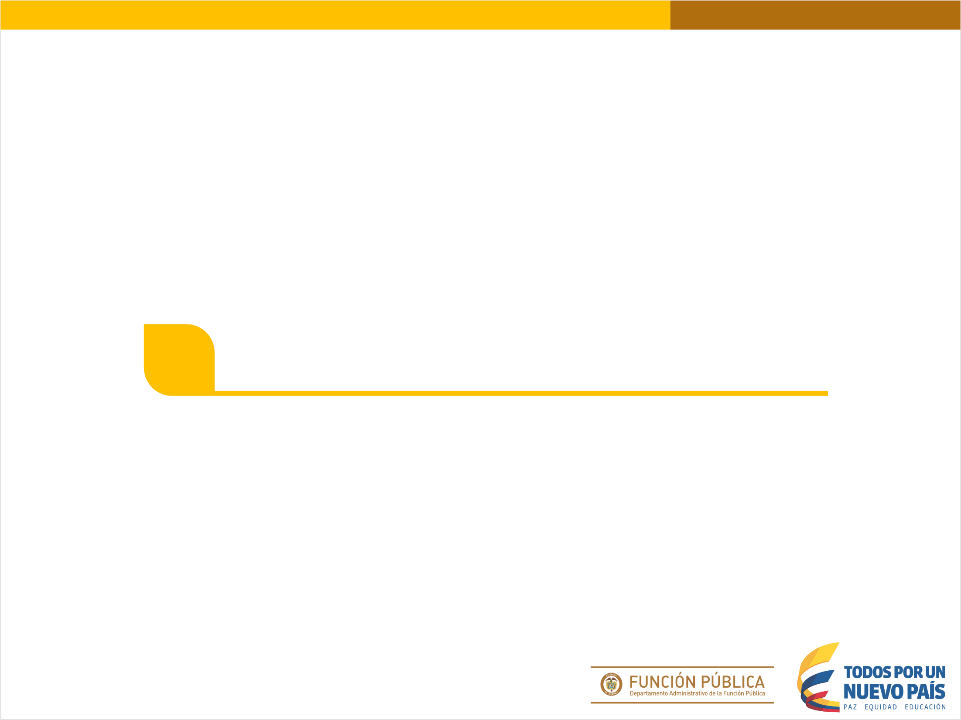 FUNCIÓN PÚBLICA
Departamento Administrativo de la Función Pública
TODOS POR UN
NUEVO PAÍS
PAZ EQUIDAD EDUCACIÓN